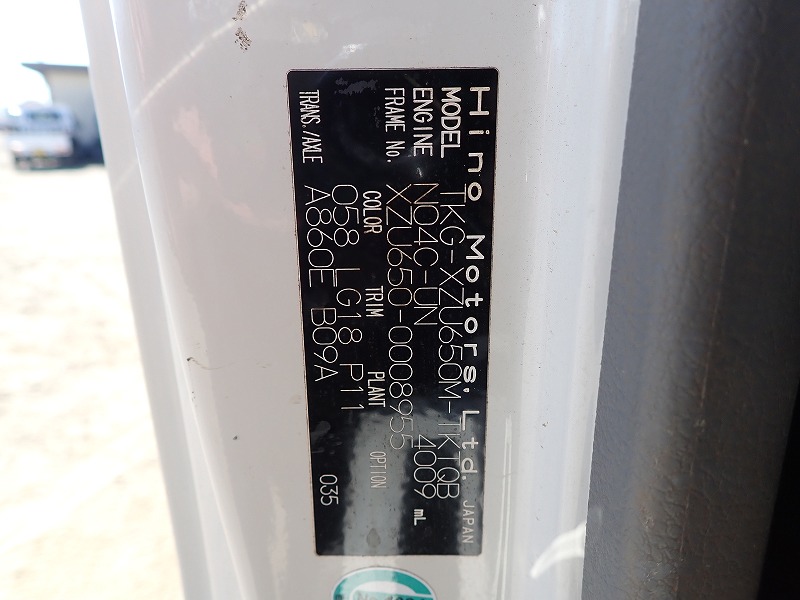 Hino Motors, Ltd. JAPAN
MODEL TKG-XZU650M-TKTQB
ENGINE N04C-UN 4009 mL
FRAME No. XZU650-0008955
COLOR TRIM PLANT OPTION
058 LG18 P11
TRANS./AXLE A860E B09A 035